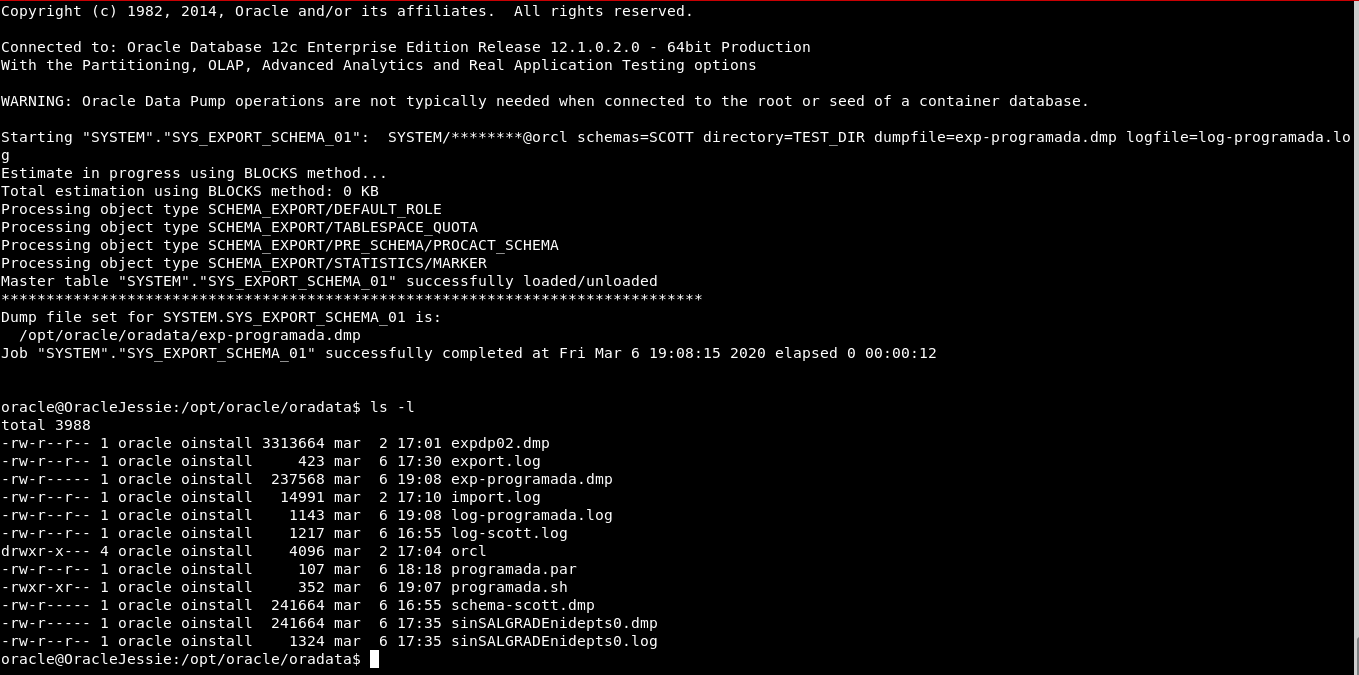 Copyright (c) 1982, 2014, Oracle and/or its affiliates.  All rights reserved.
Connected to: Oracle Database 12c Enterprise Edition Release 12.1.0.2.0 - 64bit Production
With the Partitioning, OLAP, Advanced Analytics and Real Application Testing options
WARNING: Oracle Data Pump operations are not typically needed when connected to the root or seed of a container database.
Starting "SYSTEM"."SYS_EXPORT_SCHEMA_01":  SYSTEM/********@orcl schemas=SCOTT directory=TEST_DIR dumpfile=exp-programada.dmp logfile=log-programada.lo
g
Estimate in progress using BLOCKS method...
Total estimation using BLOCKS method: 0 KB
Processing object type SCHEMA_EXPORT/DEFAULT_ROLE
Processing object type SCHEMA_EXPORT/TABLESPACE_QUOTA
Processing object type SCHEMA_EXPORT/PRE_SCHEMA/PROCACT_SCHEMA
Processing object type SCHEMA_EXPORT/STATISTICS/MARKER
Master table "SYSTEM"."SYS_EXPORT_SCHEMA_01" successfully loaded/unloaded
******************************************************************************
Dump file set for SYSTEM.SYS_EXPORT_SCHEMA_01 is:
  /opt/oracle/oradata/exp-programada.dmp
Job "SYSTEM"."SYS_EXPORT_SCHEMA_01" successfully completed at Fri Mar 6 19:08:15 2020 elapsed 0 00:00:12
oracle@OracleJessie:/opt/oracle/oradata$ ls -l
total 3988
-rw-r--r-- 1 oracle oinstall 3313664 mar  2 17:01 expdp02.dmp
-rw-r--r-- 1 oracle oinstall     423 mar  6 17:30 export.log
-rw-r----- 1 oracle oinstall  237568 mar  6 19:08 exp-programada.dmp
-rw-r--r-- 1 oracle oinstall   14991 mar  2 17:10 import.log
-rw-r--r-- 1 oracle oinstall    1143 mar  6 19:08 log-programada.log
-rw-r--r-- 1 oracle oinstall    1217 mar  6 16:55 log-scott.log
drwxr-x--- 4 oracle oinstall    4096 mar  2 17:04 orcl
-rw-r--r-- 1 oracle oinstall     107 mar  6 18:18 programada.par
-rwxr-xr-- 1 oracle oinstall     352 mar  6 19:07 programada.sh
-rw-r----- 1 oracle oinstall  241664 mar  6 16:55 schema-scott.dmp
-rw-r----- 1 oracle oinstall  241664 mar  6 17:35 sinSALGRADEnidepts0.dmp
-rw-r--r-- 1 oracle oinstall    1324 mar  6 17:35 sinSALGRADEnidepts0.log
oracle@OracleJessie:/opt/oracle/oradata$